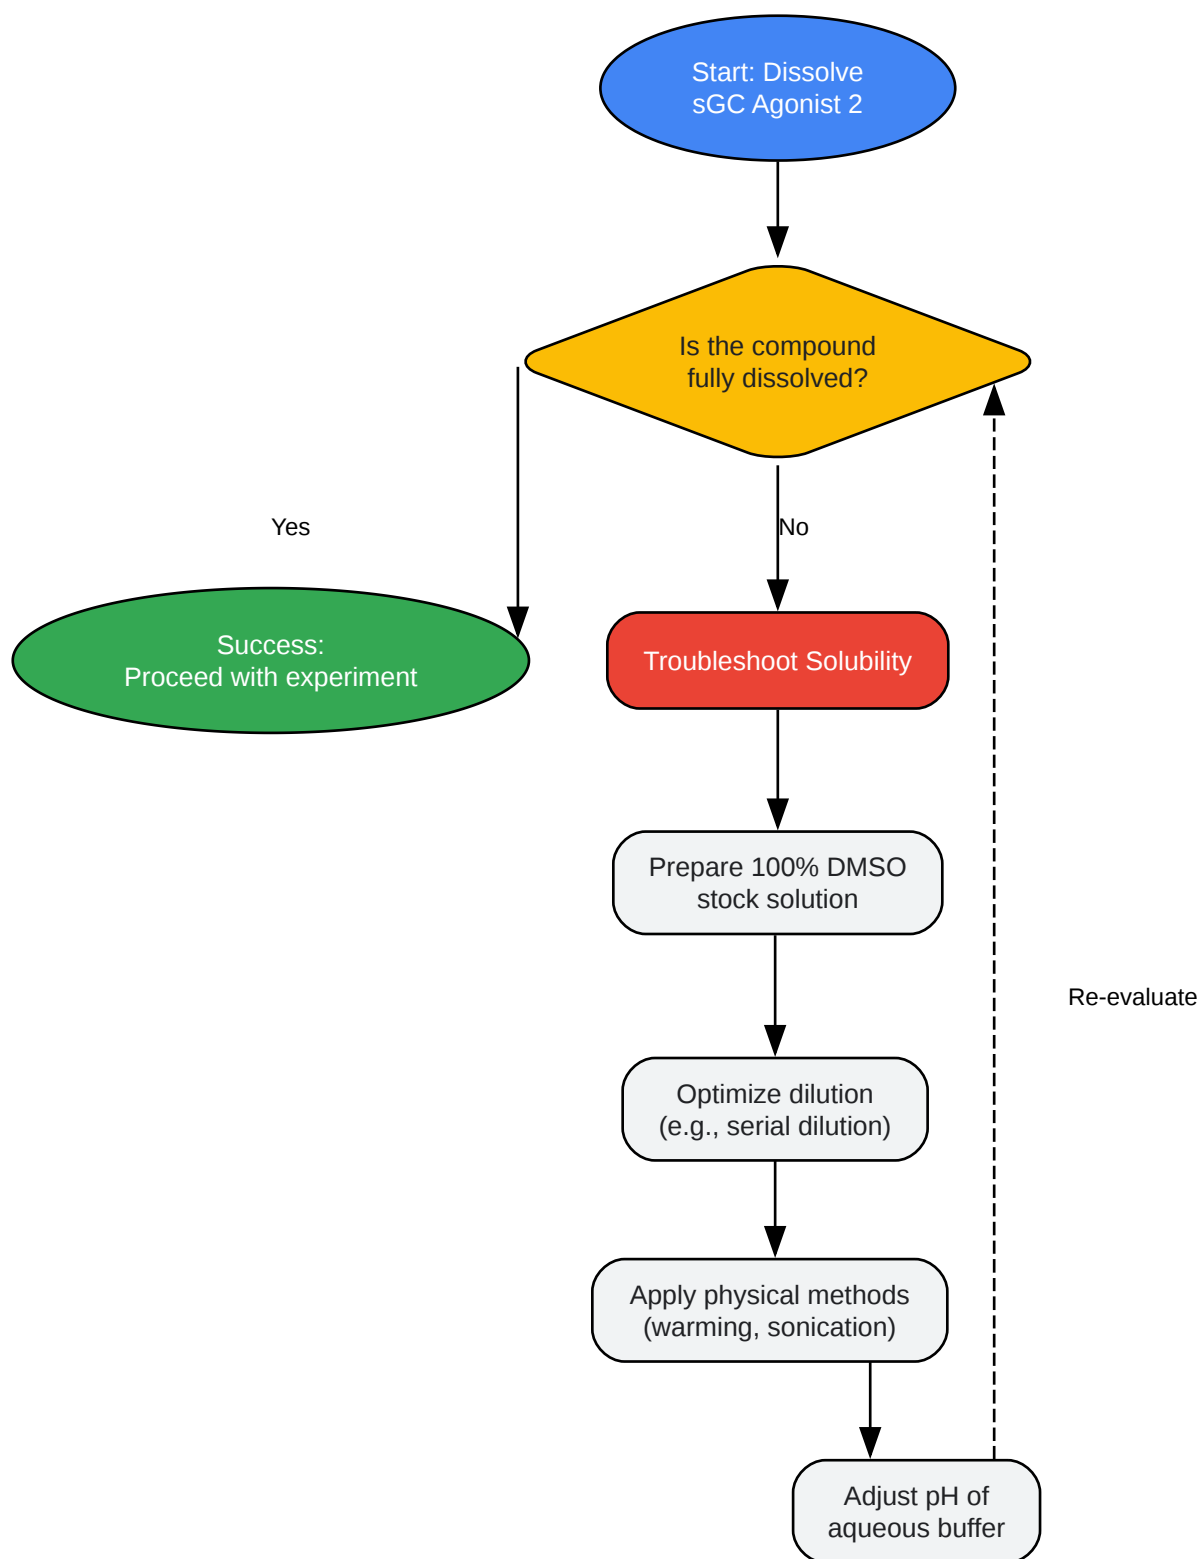 Start: Dissolve
sGC Agonist 2
Is the compound
fully dissolved?
Yes
No
Success:
Proceed with experiment
Troubleshoot Solubility
Prepare 100% DMSO
stock solution
Re-evaluate
Optimize dilution
(e.g., serial dilution)
Apply physical methods
(warming, sonication)
Adjust pH of
aqueous buffer